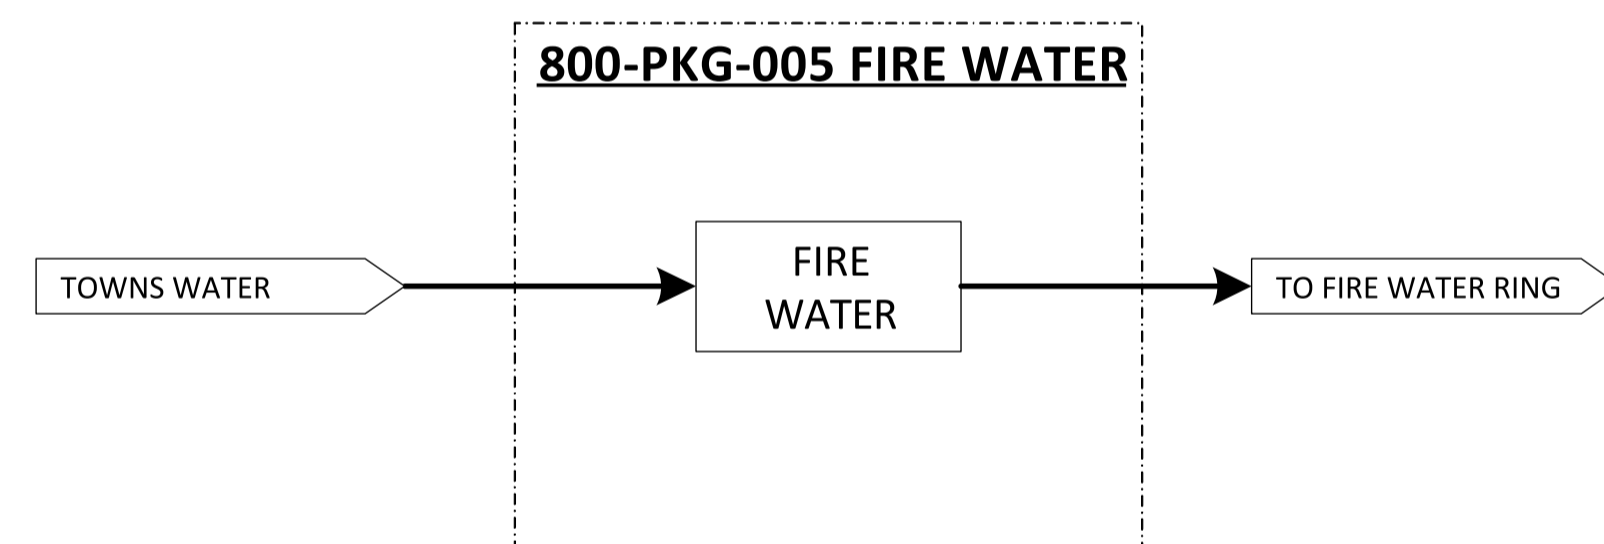 800-PKG-005 FIRE WATER
TOWNS WATER
FIRE
WATER
TO FIRE WATER RING